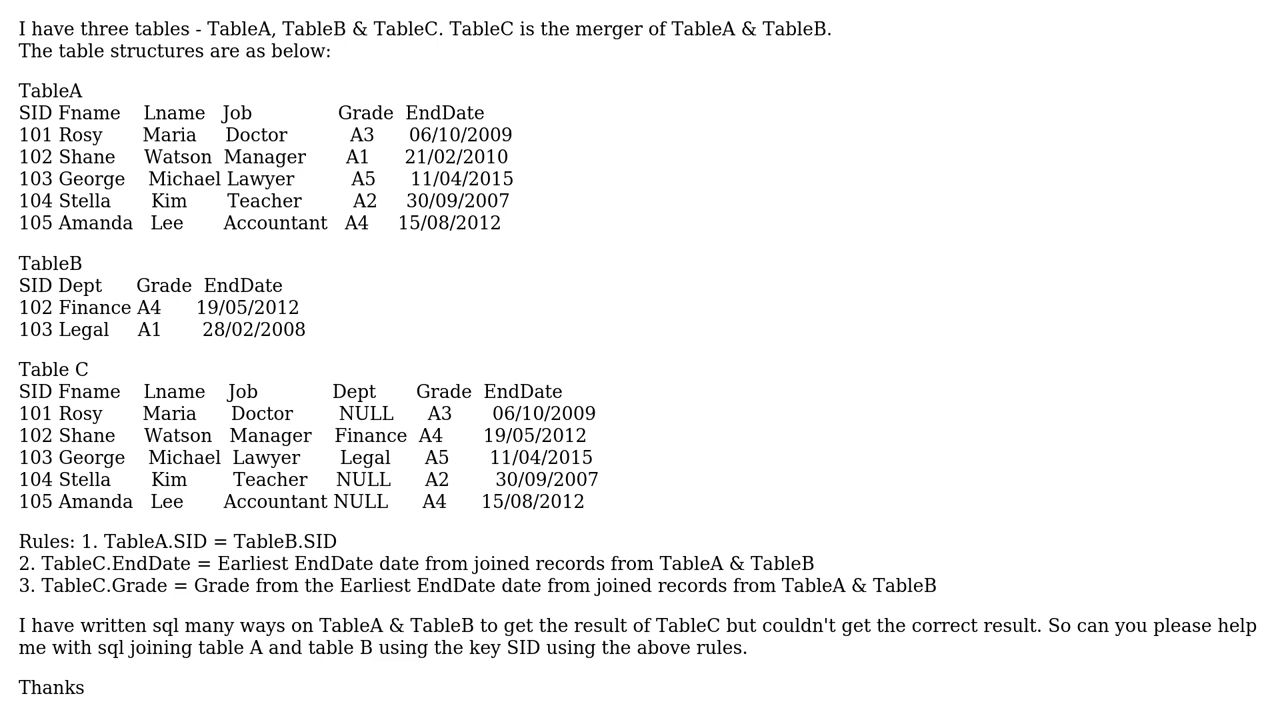 I have three tables - TableA, TableB & TableC. TableC is the merger of TableA & TableB.
The table structures are as below:
TableA
SID Fname Lname Job Grade EndDate
101 Rosy Maria Doctor A3 06/10/2009
102 Shane Watson Manager A1 21/02/2010
103 George Michael Lawyer A5 11/04/2015
104 Stella Kim Teacher A2 30/09/2007
105 Amanda Lee Accountant A4 15/08/2012
TableB
SID Dept Grade EndDate
102 Finance A4 19/05/2012
103 Legal A1 28/02/2008
Table C
SID Fname Lname Job Dept Grade EndDate
101 Rosy Maria Doctor NULL A3 06/10/2009
102 Shane Watson Manager Finance A4 19/05/2012
103 George Michael Lawyer Legal A5 11/04/2015
104 Stella Kim Teacher NULL A2 30/09/2007
105 Amanda Lee Accountant NULL A4 15/08/2012
Rules: 1. TableA.SID = TableB.SID
2. TableC.EndDate = Earliest EndDate date from joined records from TableA & TableB
3. TableC.Grade = Grade from the Earliest EndDate date from joined records from TableA & TableB
I have written sql many ways on TableA & TableB to get the result of TableC but couldn't get the correct result. So can you please help
me with sql joining table A and table B using the key SID using the above rules.
Thanks